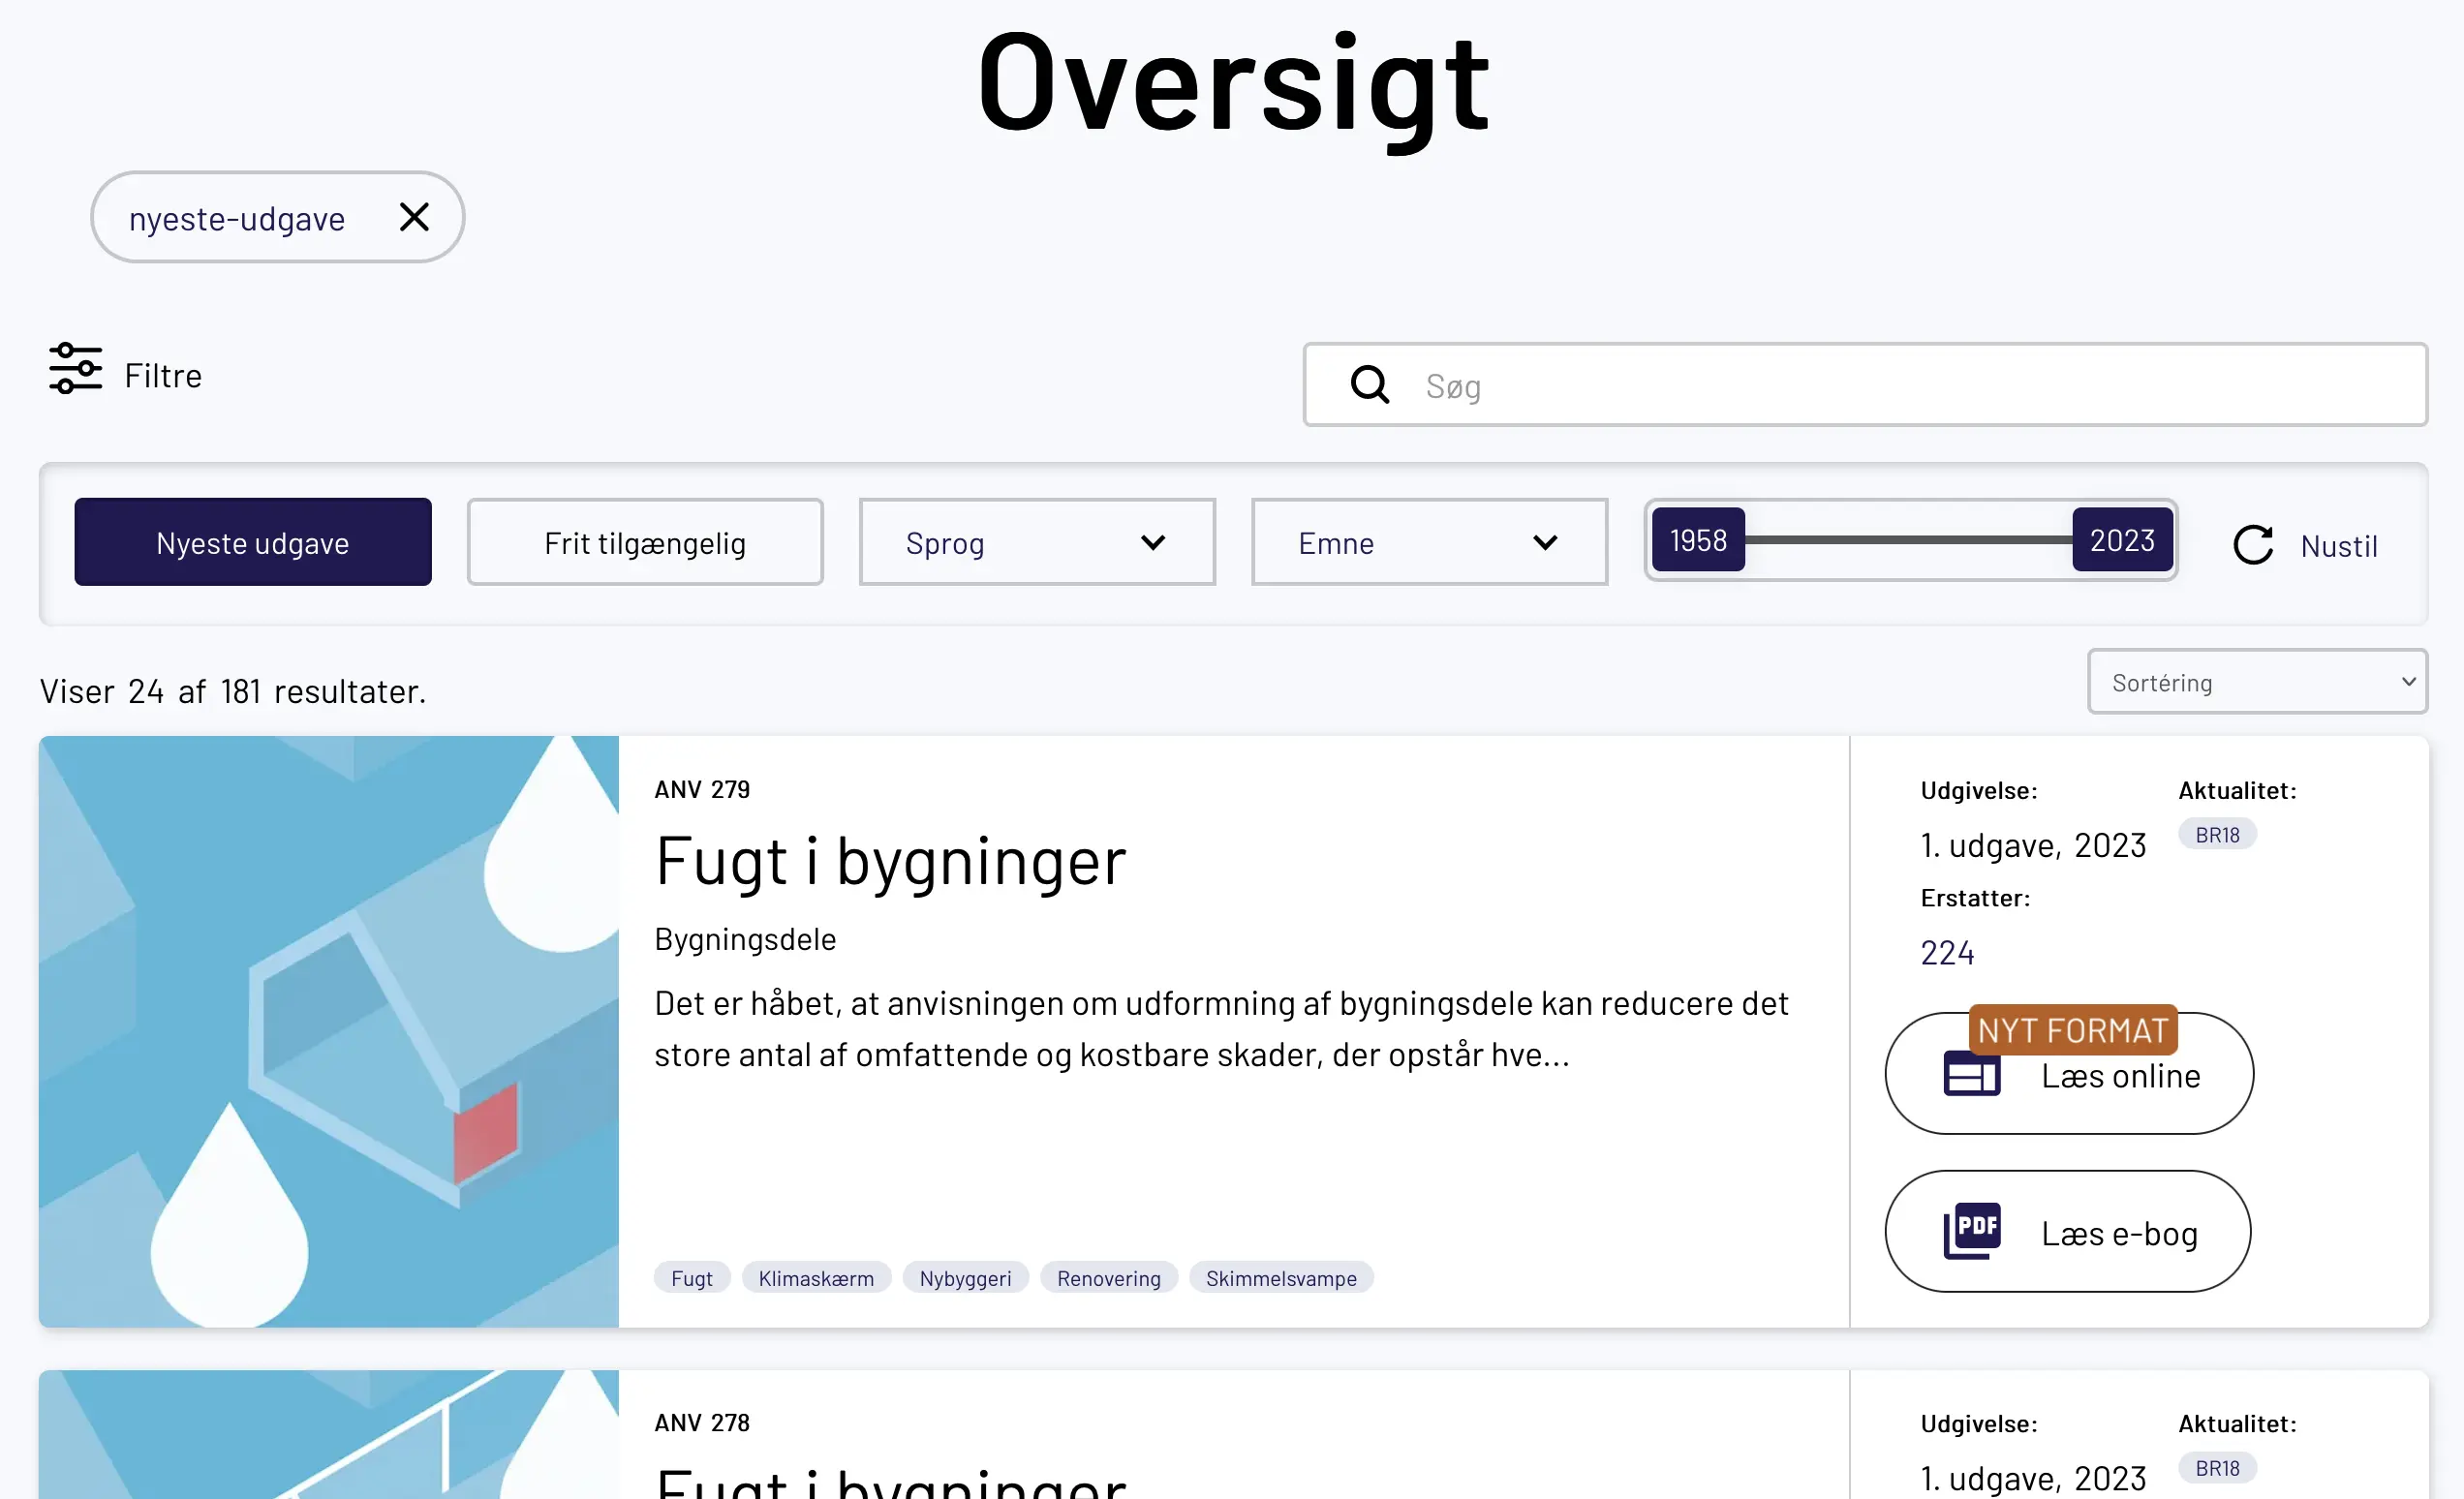 Oversigt
nyeste-udgave
Filtre
Søg
Nyeste udgave
Frit tilgængelig
Sprog
Emne
1958
2023
Nustil
Viser 24 af 181 resultater.
Sortéring
ANV 279
Fugt i bygninger
Bygningsdele
Det er håbet, at anvisningen om udformning af bygningsdele kan reducere det
store antal af omfattende og kostbare skader, der opstår hve...
Fugt
Klimaskærm
Nybyggeri
Renovering
Skimmelsvampe
Udgivelse:
1. udgave, 2023
Aktualitet:
BR18
Erstatter:
224
NYT FORMAT
Læs online
PDF
Læs e-bog
ANV 278
Fugt i bygninger
Udgivelse:
1. udgave, 2023
Aktualitet:
BR18